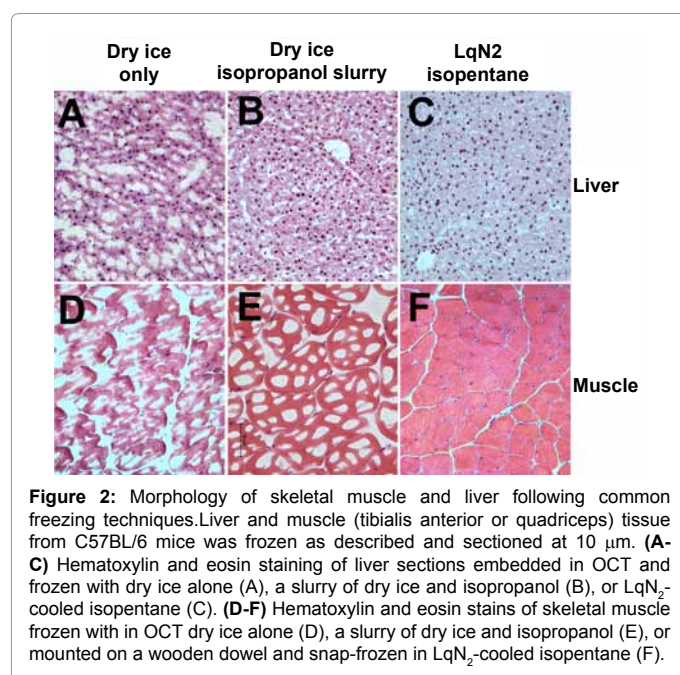 Dry ice only
Dry ice isopropanol slurry
LqN2 isopentane
A
B
C
Liver
D
E
F
Muscle
Figure 2: Morphology of skeletal muscle and liver following common
freezing techniques.Liver and muscle (tibialis anterior or quadriceps) tissue
from C57BL/6 mice was frozen as described and sectioned at 10 μm. (A-
C) Hematoxylin and eosin staining of liver sections embedded in OCT and
frozen with dry ice alone (A), a slurry of dry ice and isopropanol (B), or LqN₂-
cooled isopentane (C). (D-F) Hematoxylin and eosin stains of skeletal muscle
frozen with in OCT dry ice alone (D), a slurry of dry ice and isopropanol (E), or
mounted on a wooden dowel and snap-frozen in LqN₂-cooled isopentane (F).